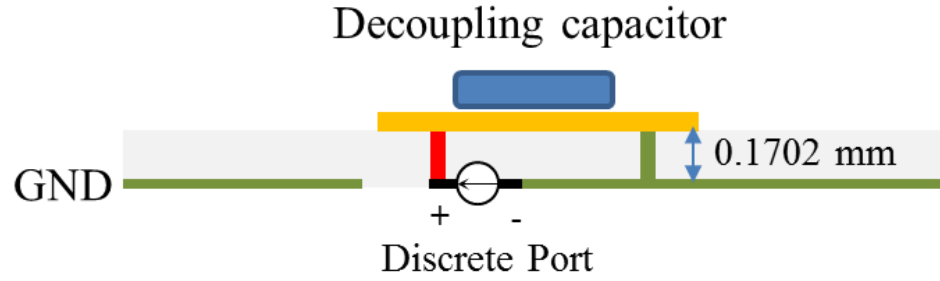 Decoupling capacitor
0.1702 mm
GND
+ -
Discrete Port